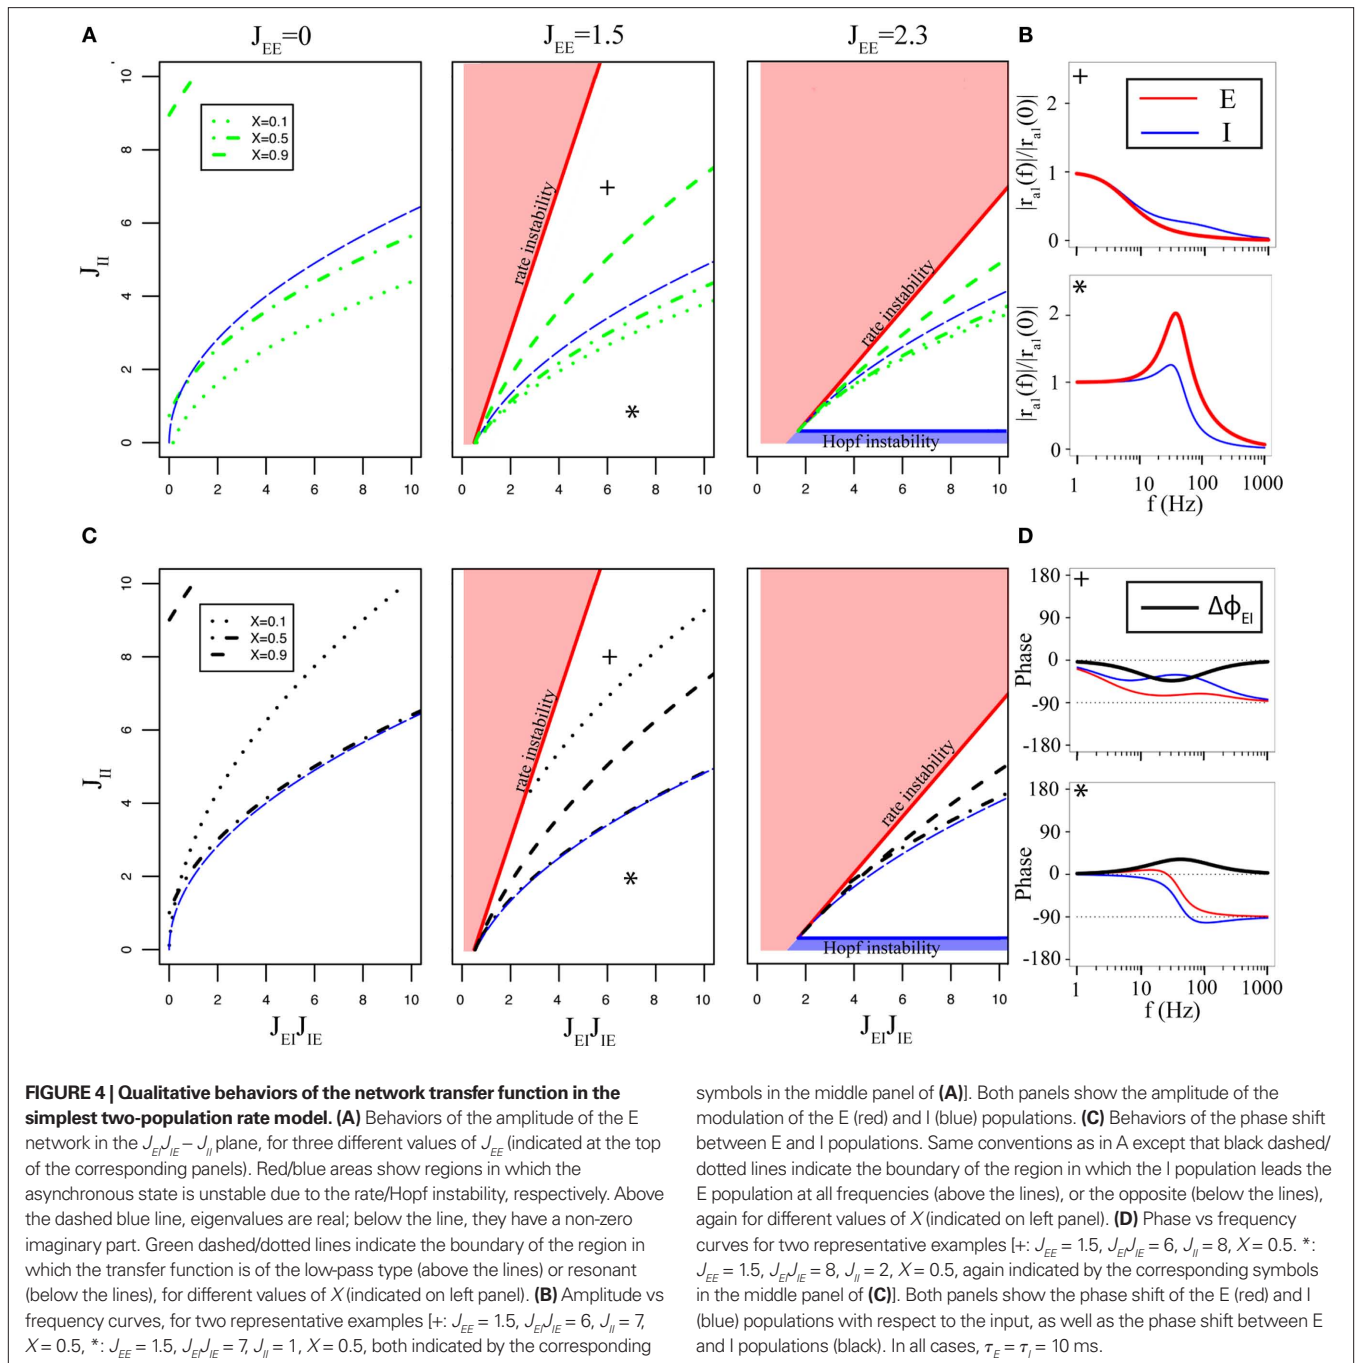 A
J_EE=0
J_EE=1.5
J_EE=2.3
B
J_II
10
8
6
4
2
0
X=0.1
X=0.5
X=0.9
0 2 4 6 8 10
rate instability
+
*
0 2 4 6 8 10
rate instability
Hopf instability
0 2 4 6 8 10
+
E
I
|r_a1(f)|/|r_a1(0)|
2
1
0
*
|r_a1(f)|/|r_a1(0)|
2
1
0
1 10 100 1000
f (Hz)
C
J_II
10
8
6
4
2
0
X=0.1
X=0.5
X=0.9
0 2 4 6 8 10
J_EI J_IE
rate instability
+
*
0 2 4 6 8 10
J_EI J_IE
rate instability
Hopf instability
0 2 4 6 8 10
J_EI J_IE
D
+
Δϕ_EI
Phase
180
90
0
-90
-180
*
Phase
180
90
0
-90
-180
1 10 100 1000
f (Hz)
FIGURE 4 | Qualitative behaviors of the network transfer function in the
simplest two-population rate model. (A) Behaviors of the amplitude of the E
network in the J_EI J_IE – J_II plane, for three different values of J_EE (indicated at the top
of the corresponding panels). Red/blue areas show regions in which the
asynchronous state is unstable due to the rate/Hopf instability, respectively. Above
the dashed blue line, eigenvalues are real; below the line, they have a non-zero
imaginary part. Green dashed/dotted lines indicate the boundary of the region in
which the transfer function is of the low-pass type (above the lines) or resonant
(below the lines), for different values of X (indicated on left panel). (B) Amplitude vs
frequency curves, for two representative examples [+: J_EE = 1.5, J_EI J_IE = 6, J_II = 7,
X = 0.5, *: J_EE = 1.5, J_EI J_IE = 7, J_II = 1, X = 0.5, both indicated by the corresponding
symbols in the middle panel of (A)]. Both panels show the amplitude of the
modulation of the E (red) and I (blue) populations. (C) Behaviors of the phase shift
between E and I populations. Same conventions as in A except that black dashed/
dotted lines indicate the boundary of the region in which the I population leads the
E population at all frequencies (above the lines), or the opposite (below the lines),
again for different values of X (indicated on left panel). (D) Phase vs frequency
curves for two representative examples [+: J_EE = 1.5, J_EI J_IE = 6, J_II = 8, X = 0.5. *:
J_EE = 1.5, J_EI J_IE = 8, J_II = 2, X = 0.5, again indicated by the corresponding symbols
in the middle panel of (C)]. Both panels show the phase shift of the E (red) and I
(blue) populations with respect to the input, as well as the phase shift between E
and I populations (black). In all cases, τ_E = τ_I = 10 ms.